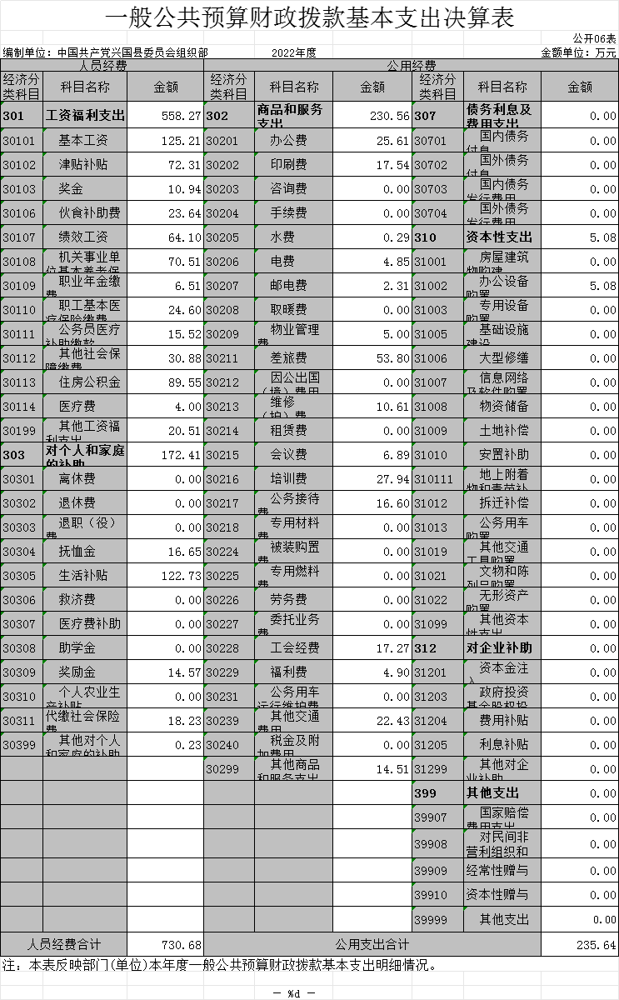 一般公共预算财政拨款基本支出决算表
公开06表
编制单位：中国共产党兴国县委员会组织部 2022年度 金额单位：万元
人员经费 公用经费
经济分类科目 科目名称 金额 经济分类科目 科目名称 金额 经济分类科目 科目名称 金额
301 工资福利支出 558.27 302 商品和服务支出 230.56 307 债务利息及费用支出 0.00
30101 基本工资 125.21 30201 办公费 25.61 30701 国内债务付息 0.00
30102 津贴补贴 72.31 30202 印刷费 17.54 30702 国外债务付息 0.00
30103 奖金 10.94 30203 咨询费 0.00 30703 国内债务发行费用 0.00
30106 伙食补助费 23.64 30204 手续费 0.00 30704 国外债务发行费用 0.00
30107 绩效工资 64.10 30205 水费 0.29 310 资本性支出 5.08
30108 机关事业单位基本养老保 70.51 30206 电费 4.85 31001 房屋建筑物购建 0.00
30109 职业年金缴费 6.51 30207 邮电费 2.31 31002 办公设备购置 5.08
30110 职工基本医疗保险缴费 24.60 30208 取暖费 0.00 31003 专用设备购置 0.00
30111 公务员医疗补助缴款 15.52 30209 物业管理费 5.00 31005 基础设施建设 0.00
30112 其他社会保障缴费 30.88 30211 差旅费 53.80 31006 大型修缮 0.00
30113 住房公积金 89.55 30212 因公出国（境）费用 0.00 31007 信息网络及软件购置 0.00
30114 医疗费 4.00 30213 维修（护）费 10.61 31008 物资储备 0.00
30199 其他工资福利支出 20.51 30214 租赁费 0.00 31009 土地补偿 0.00
303 对个人和家庭的补助 172.41 30215 会议费 6.89 31010 安置补助 0.00
30301 离休费 0.00 30216 培训费 27.94 310111 地上附着物和青苗补 0.00
30302 退休费 0.00 30217 公务接待费 16.60 31012 拆迁补偿 0.00
30303 退职（役）费 0.00 30218 专用材料费 0.00 31013 公务用车购置 0.00
30304 抚恤金 16.65 30224 被装购置费 0.00 31019 其他交通工具购置 0.00
30305 生活补贴 122.73 30225 专用燃料费 0.00 31021 文物和陈列品购置 0.00
30306 救济费 0.00 30226 劳务费 0.00 31022 无形资产购置 0.00
30307 医疗费补助 0.00 30227 委托业务费 0.00 31099 其他资本性支出 0.00
30308 助学金 0.00 30228 工会经费 17.27 312 对企业补助 0.00
30309 奖励金 14.57 30229 福利费 4.90 31201 资本金注入 0.00
30310 个人农业生产补贴 0.00 30231 公务用车运行维护费 0.00 31203 政府投资基金股权投 0.00
30311 代缴社会保险费 18.23 30239 其他交通费用 22.43 31204 费用补贴 0.00
30399 其他对个人和家庭的补助 0.23 30240 税金及附加费用 0.00 31205 利息补贴 0.00
30299 其他商品和服务支出 14.51 31299 其他对企业补助 0.00
399 其他支出 0.00
39907 国家赔偿费用支出 0.00
39908 对民间非营利组织和 0.00
39909 经常性赠与 0.00
39910 资本性赠与 0.00
39999 其他支出 0.00
人员经费合计 730.68 公用支出合计 235.64
注：本表反映部门(单位)本年度一般公共预算财政拨款基本支出明细情况。
— %d —